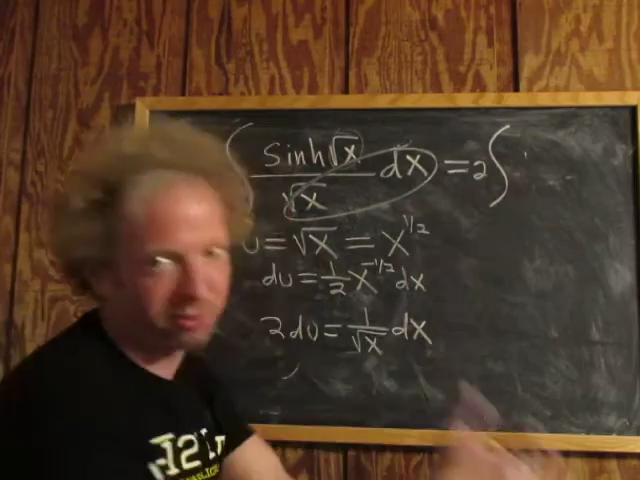 ∫ sinh√x / √x dx = 2∫
u = √x = x^1/2
du = 1/2 x^-1/2 dx
2du = 1/√x dx